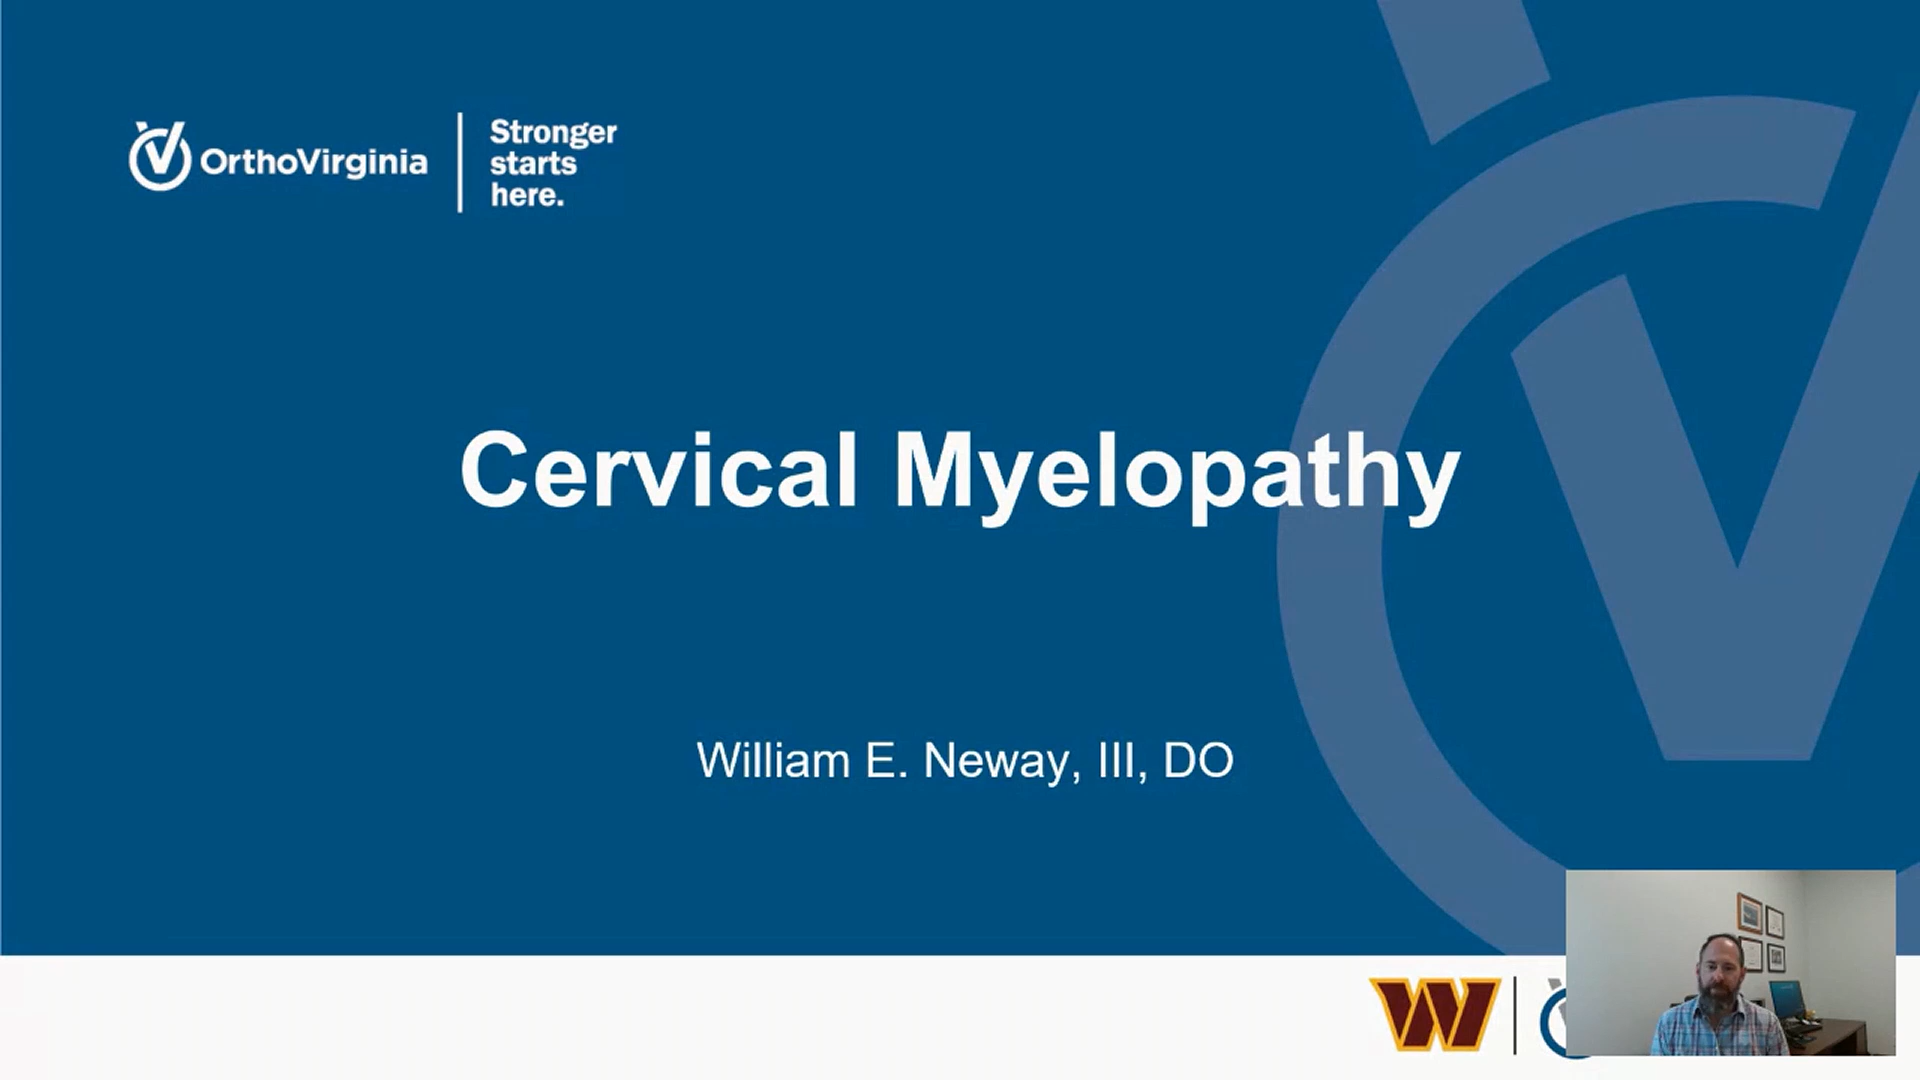 OrthoVirginia
Stronger
starts
here.
Cervical Myelopathy
William E. Neway, III, DO
W